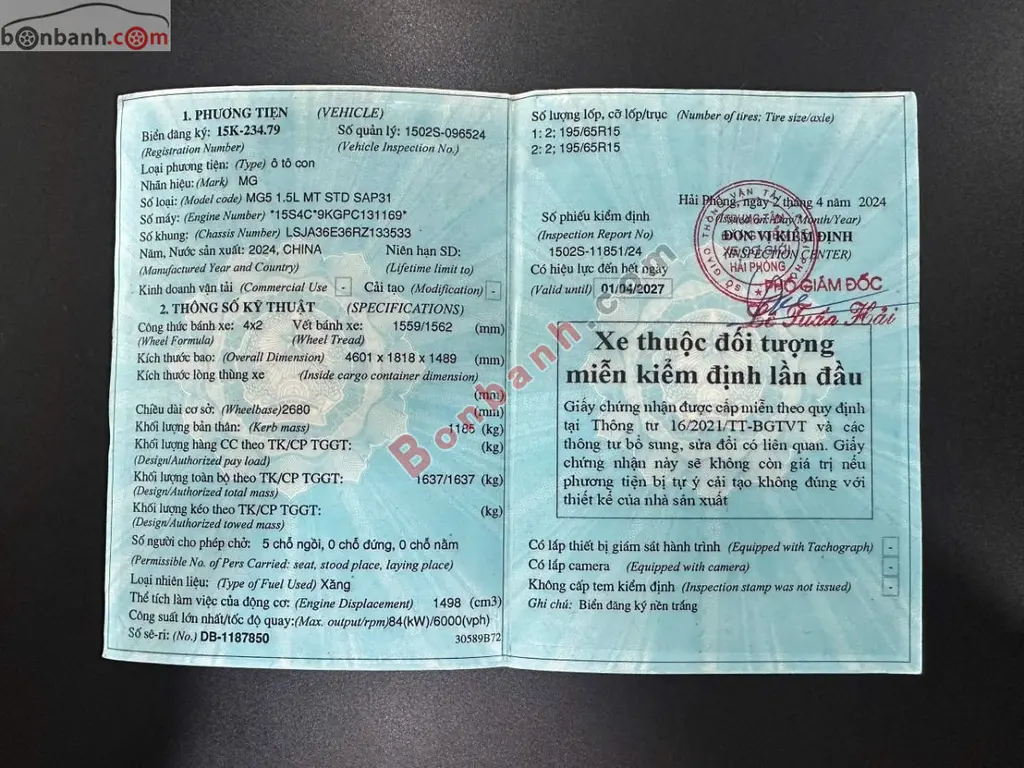 bonbanh.com
1. PHƯƠNG TIỆN (VEHICLE)
Biển đăng ký: 15K-234.79 Số quản lý: 1502S-096524
(Registration Number) (Vehicle Inspection No.)
Loại phương tiện: (Type) Ô tô con
Nhãn hiệu: (Mark) MG
Số loại: (Model code) MG5 1.5L MT STD SAP31
Số máy: (Engine Number) *15S4C*9KGPC131169*
Số khung: (Chassis Number) LSJA36E36RZ133533
Năm, Nước sản xuất: 2024, CHINA Niên hạn SD:
(Manufactured Year and Country) (Lifetime limit to)
Kinh doanh vận tải (Commercial Use - Cải tạo (Modification) -
2. THÔNG SỐ KỸ THUẬT (SPECIFICATIONS)
Công thức bánh xe: 4x2 Vết bánh xe: 1559/1562 (mm)
(Wheel Formula) (Wheel Tread)
Kích thước bao: (Overall Dimension) 4601 x 1818 x 1489 (mm)
Kích thước lòng thùng xe (Inside cargo container dimension)
(mm)
Chiều dài cơ sở: (Wheelbase)2680 (mm)
Khối lượng bản thân: (Kerb mass) 1185 (kg)
Khối lượng hàng CC theo TK/CP TGGT: (kg)
(Design/Authorized pay load)
Khối lượng toàn bộ theo TK/CP TGGT: 1637/1637 (kg)
(Design/Authorized total mass)
Khối lượng kéo theo TK/CP TGGT: (kg)
(Design/Authorized towed mass)
Số người cho phép chở: 5 chỗ ngồi, 0 chỗ đứng, 0 chỗ nằm
(Permissible No. of Pers Carried: seat, stood place, laying place)
Loại nhiên liệu: (Type of Fuel Used) Xăng
Thể tích làm việc của động cơ: (Engine Displacement) 1498 (cm3)
Công suất lớn nhất/tốc độ quay:(Max. output/rpm)84(kW)/6000(vph)
Số sê-ri: (No.) DB-1187850 30589B72
Số lượng lốp, cỡ lốp/trục (Number of tires; Tire size/axle)
1: 2; 195/65R15
2: 2; 195/65R15
Hải Phòng, ngày 2 tháng 4 năm 2024
Số phiếu kiểm định (Issued on: Day/Month/Year)
(Inspection Report No) ĐƠN VỊ KIỂM ĐỊNH
1502S-11851/24 (INSPECTION CENTER)
HẢI PHÒNG
Có hiệu lực đến hết ngày
PHÓ GIÁM ĐỐC
(Valid until) 01/04/2027
Lê Tuấn Hải
Xe thuộc đối tượng
miễn kiểm định lần đầu
Giấy chứng nhận được cấp miễn theo quy định
tại Thông tư 16/2021/TT-BGTVT và các
thông tư bổ sung, sửa đổi có liên quan. Giấy
chứng nhận này sẽ không còn giá trị nếu
phương tiện bị tự ý cải tạo không đúng với
thiết kế của nhà sản xuất
Có lắp thiết bị giám sát hành trình (Equipped with Tachograph) -
Có lắp camera (Equipped with camera) -
Không cấp tem kiểm định (Inspection stamp was not issued) -
Ghi chú: Biển đăng ký nền trắng
Bonbanh.com